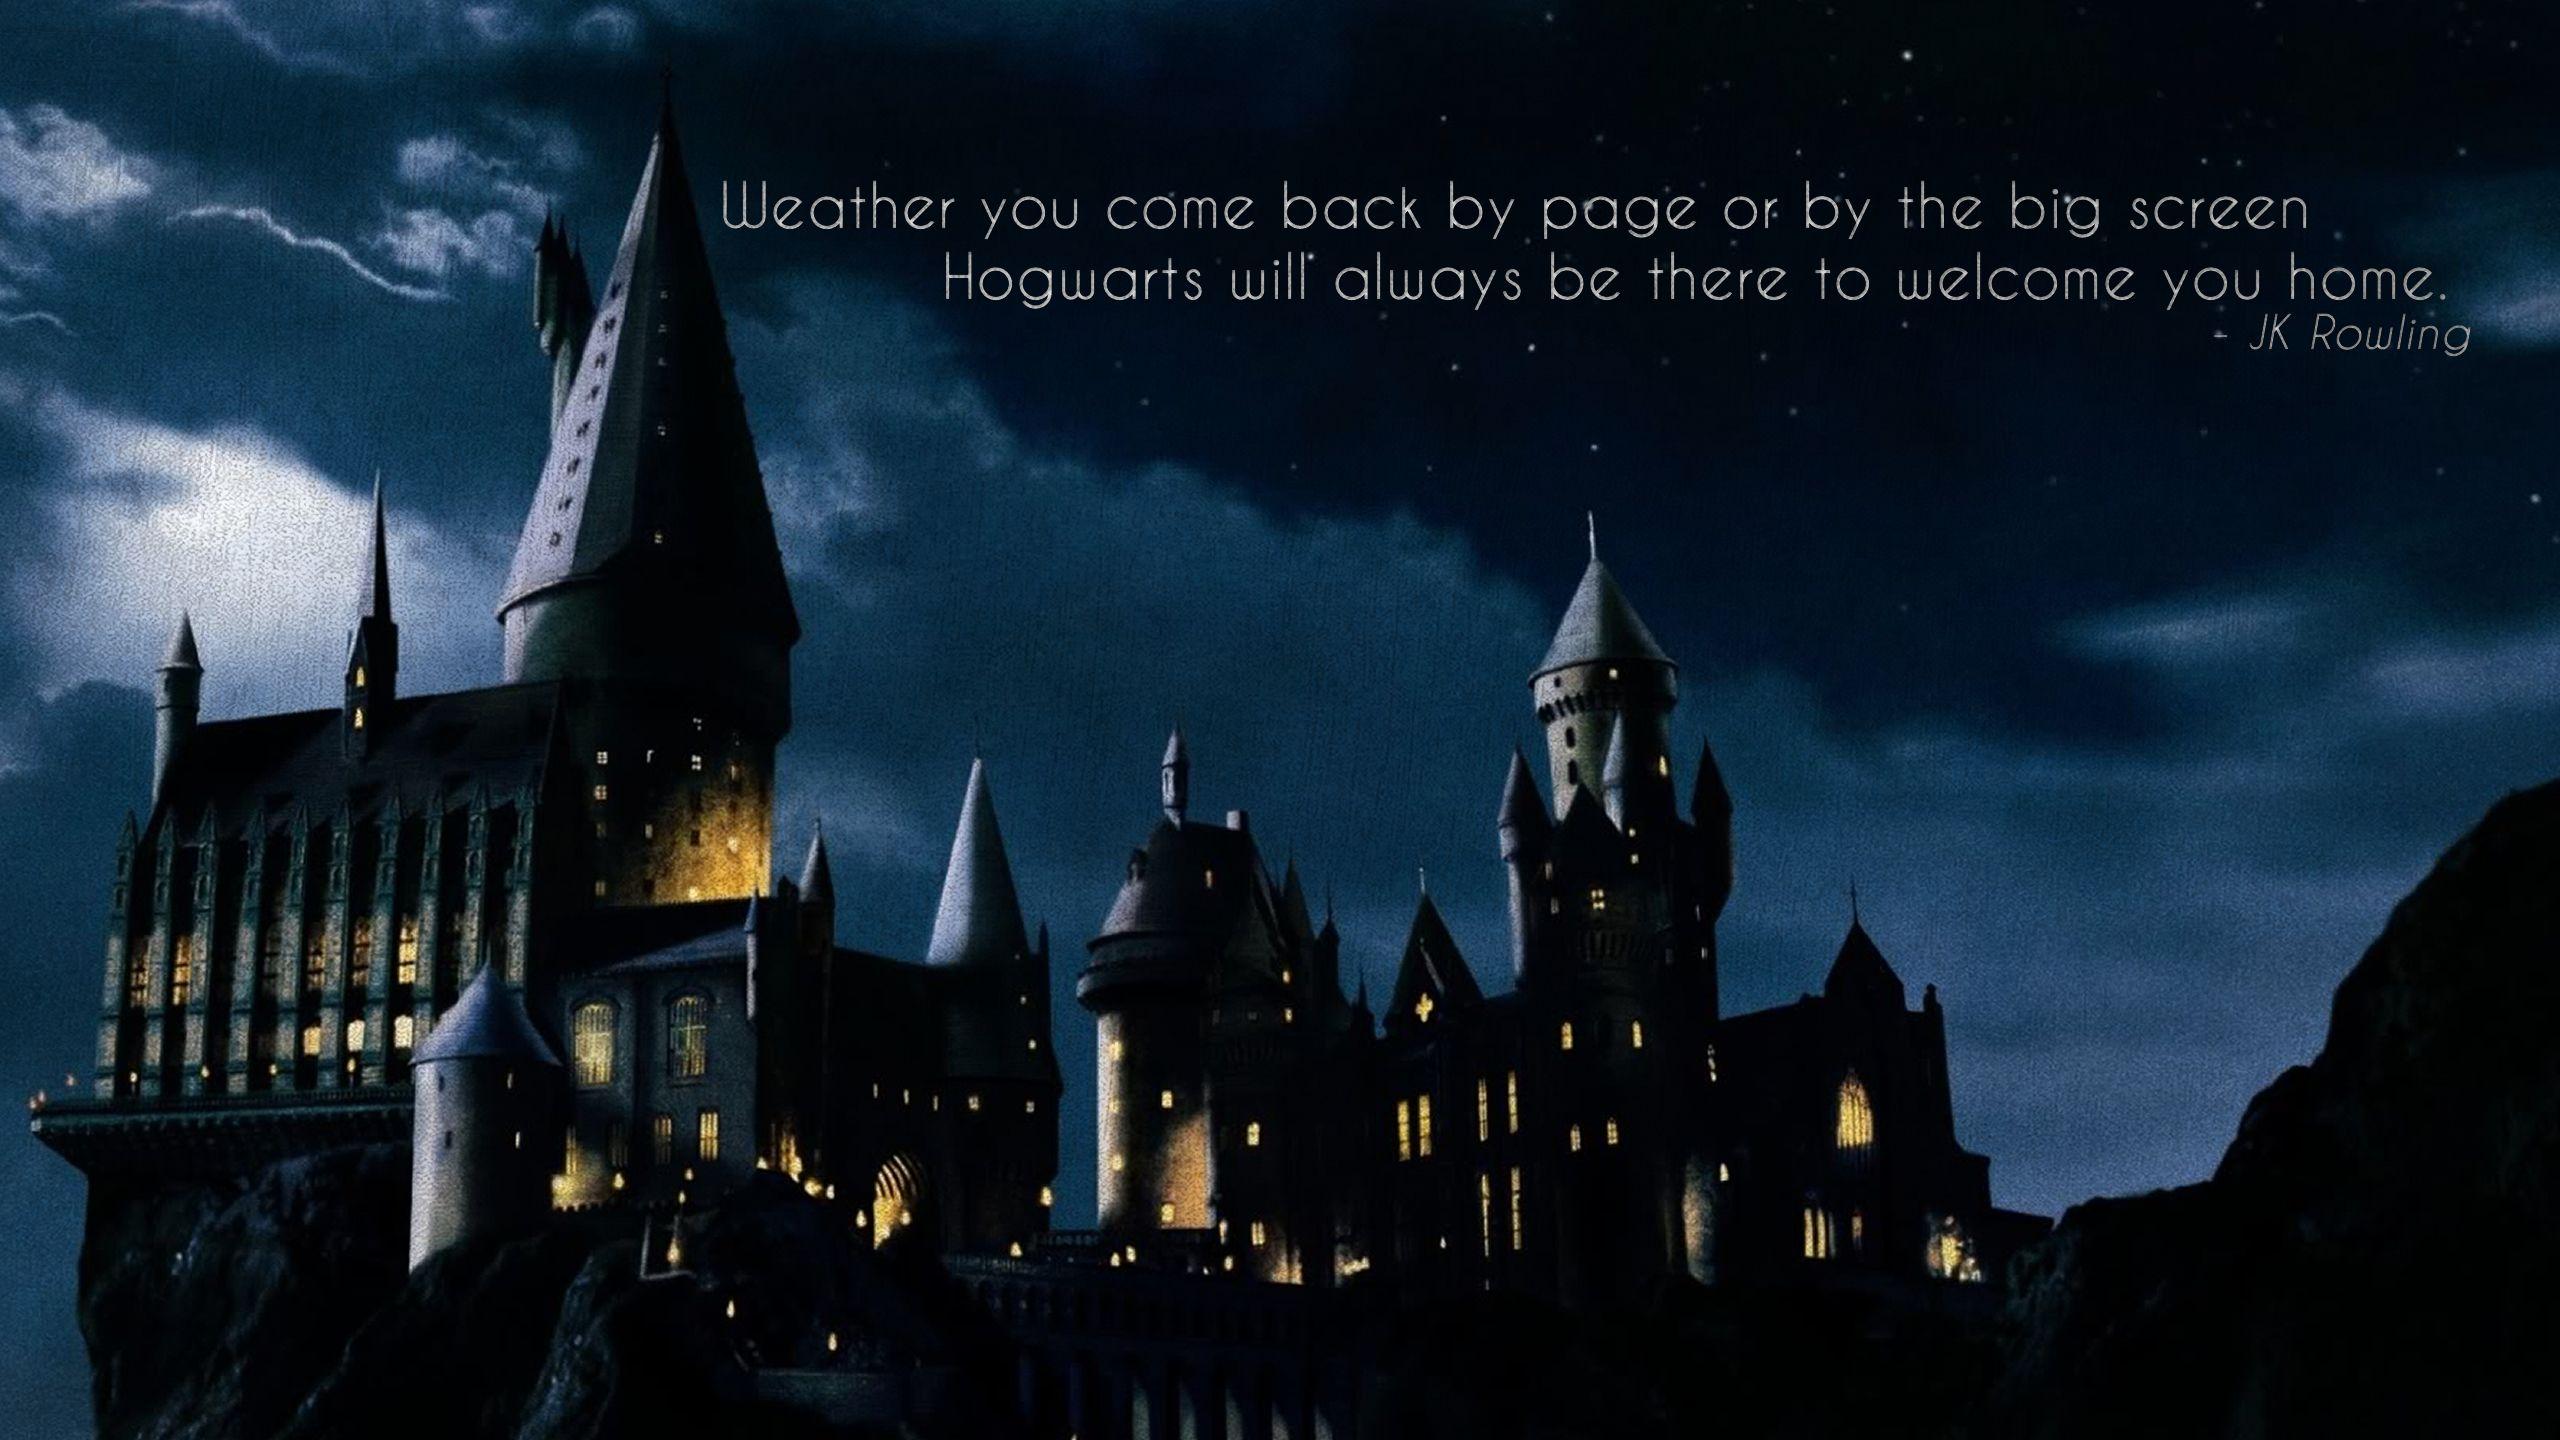 Weather you come back by page or by the big screen
Hogwarts will always be there to welcome you home.
- JK Rowling